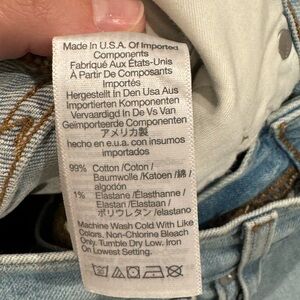 Made In U.S.A. Of Imported
Components
Fabriqué Aux États-Unis
À Partir De Composants
Importés
Hergestellt In Den Usa Aus
Importierten Komponenten
Vervaardigd In De Vs Van
Geïmporteerde Componenten
アメリカ製
hecho en e.u.a. con insumos
importados
99% Cotton /Coton /
Baumwolle /Katoen /綿 /
algodón
1% Elastane /Élasthanne /
Elastan /Elastaan /
ポリウレタン /elastano
Machine Wash Cold With Like
Colors. Non-Chlorine Bleach
Only. Tumble Dry Low. Iron
On Lowest Setting.